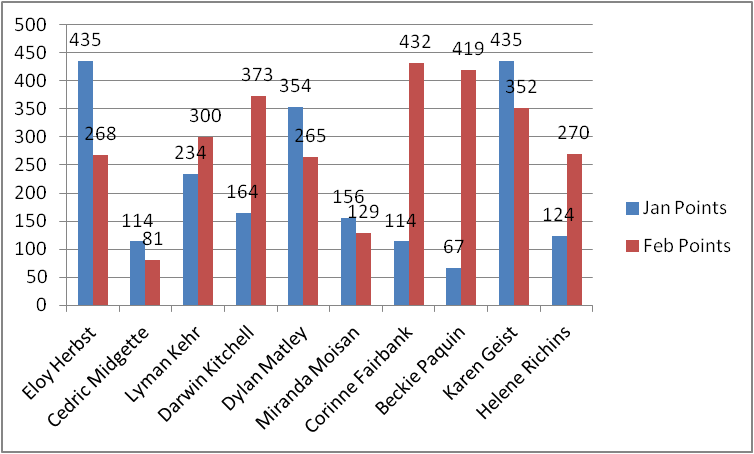 500
450
400
350
300
250
200
150
100
50
0
435
268
114
81
234
300
164
373
354
265
156
129
114
432
67
419
435
352
124
270
Eloy Herbst
Cedric Midgette
Lyman Kehr
Darwin Kitchell
Dylan Matley
Miranda Moisan
Corinne Fairbank
Beckie Paquin
Karen Geist
Helene Richins
Jan Points
Feb Points